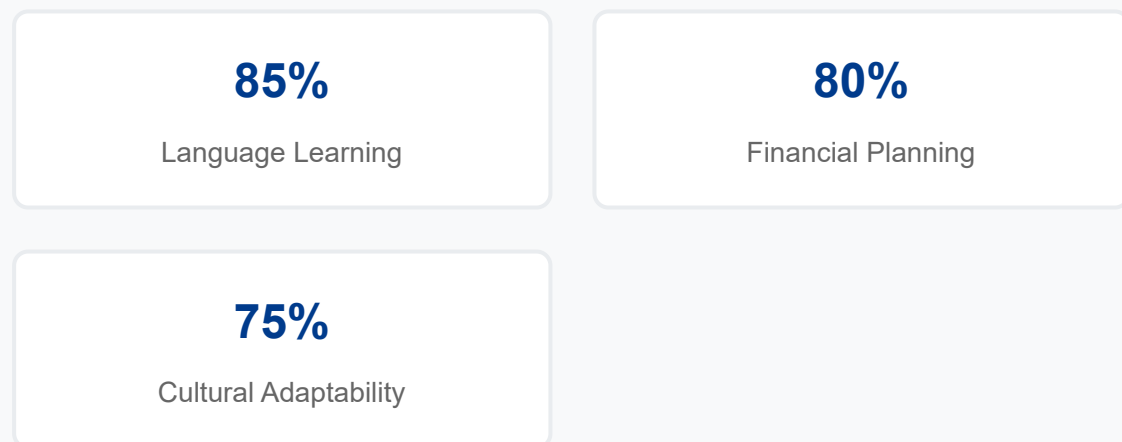 85%
Language Learning
80%
Financial Planning
75%
Cultural Adaptability